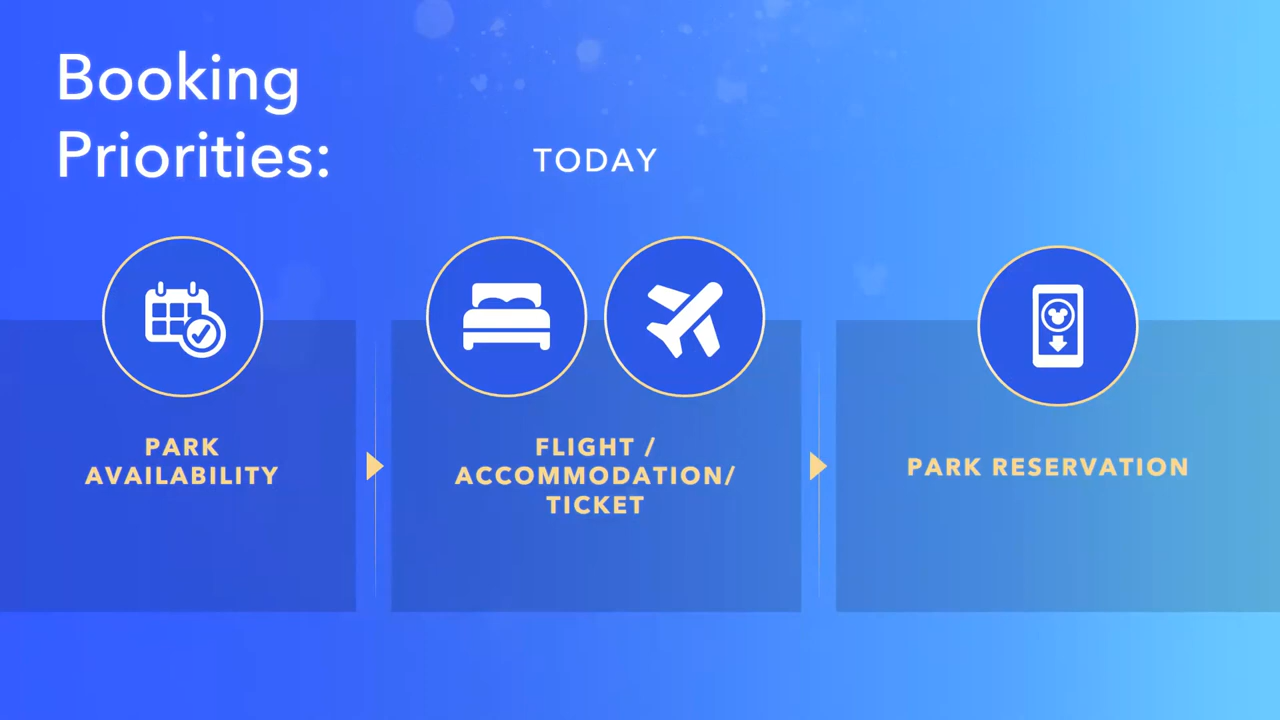 Booking
Priorities:
TODAY
PARK
AVAILABILITY
FLIGHT /
ACCOMMODATION/
TICKET
PARK RESERVATION